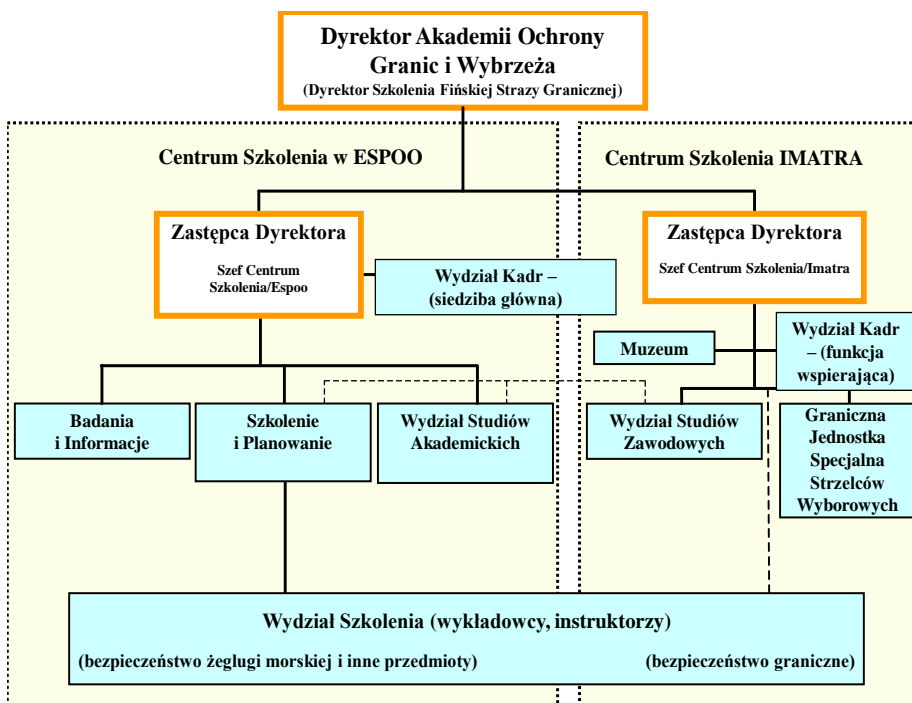 Dyrektor Akademii Ochrony
Granic i Wybrzeża
(Dyrektor Szkolenia Fińskiej Strazy Granicznej)
Centrum Szkolenia w ESPOO
Centrum Szkolenia IMATRA
Zastępca Dyrektora
Szef Centrum
Szkolenia/Espoo
Wydział Kadr –
(siedziba główna)
Zastępca Dyrektora
Szef Centrum Szkolenia/Imatra
Muzeum
Wydział Kadr
– (funkcja
wspierająca)
Badania
i Informacje
Szkolenie
i Planowanie
Wydział Studiów
Akademickich
Wydział Studiów
Zawodowych
Graniczna
Jednostka
Specjalna
Strzelców
Wyborowych
Wydział Szkolenia (wykładowcy, instruktorzy)
(bezpieczeństwo żeglugi morskiej i inne przedmioty)
(bezpieczeństwo graniczne)